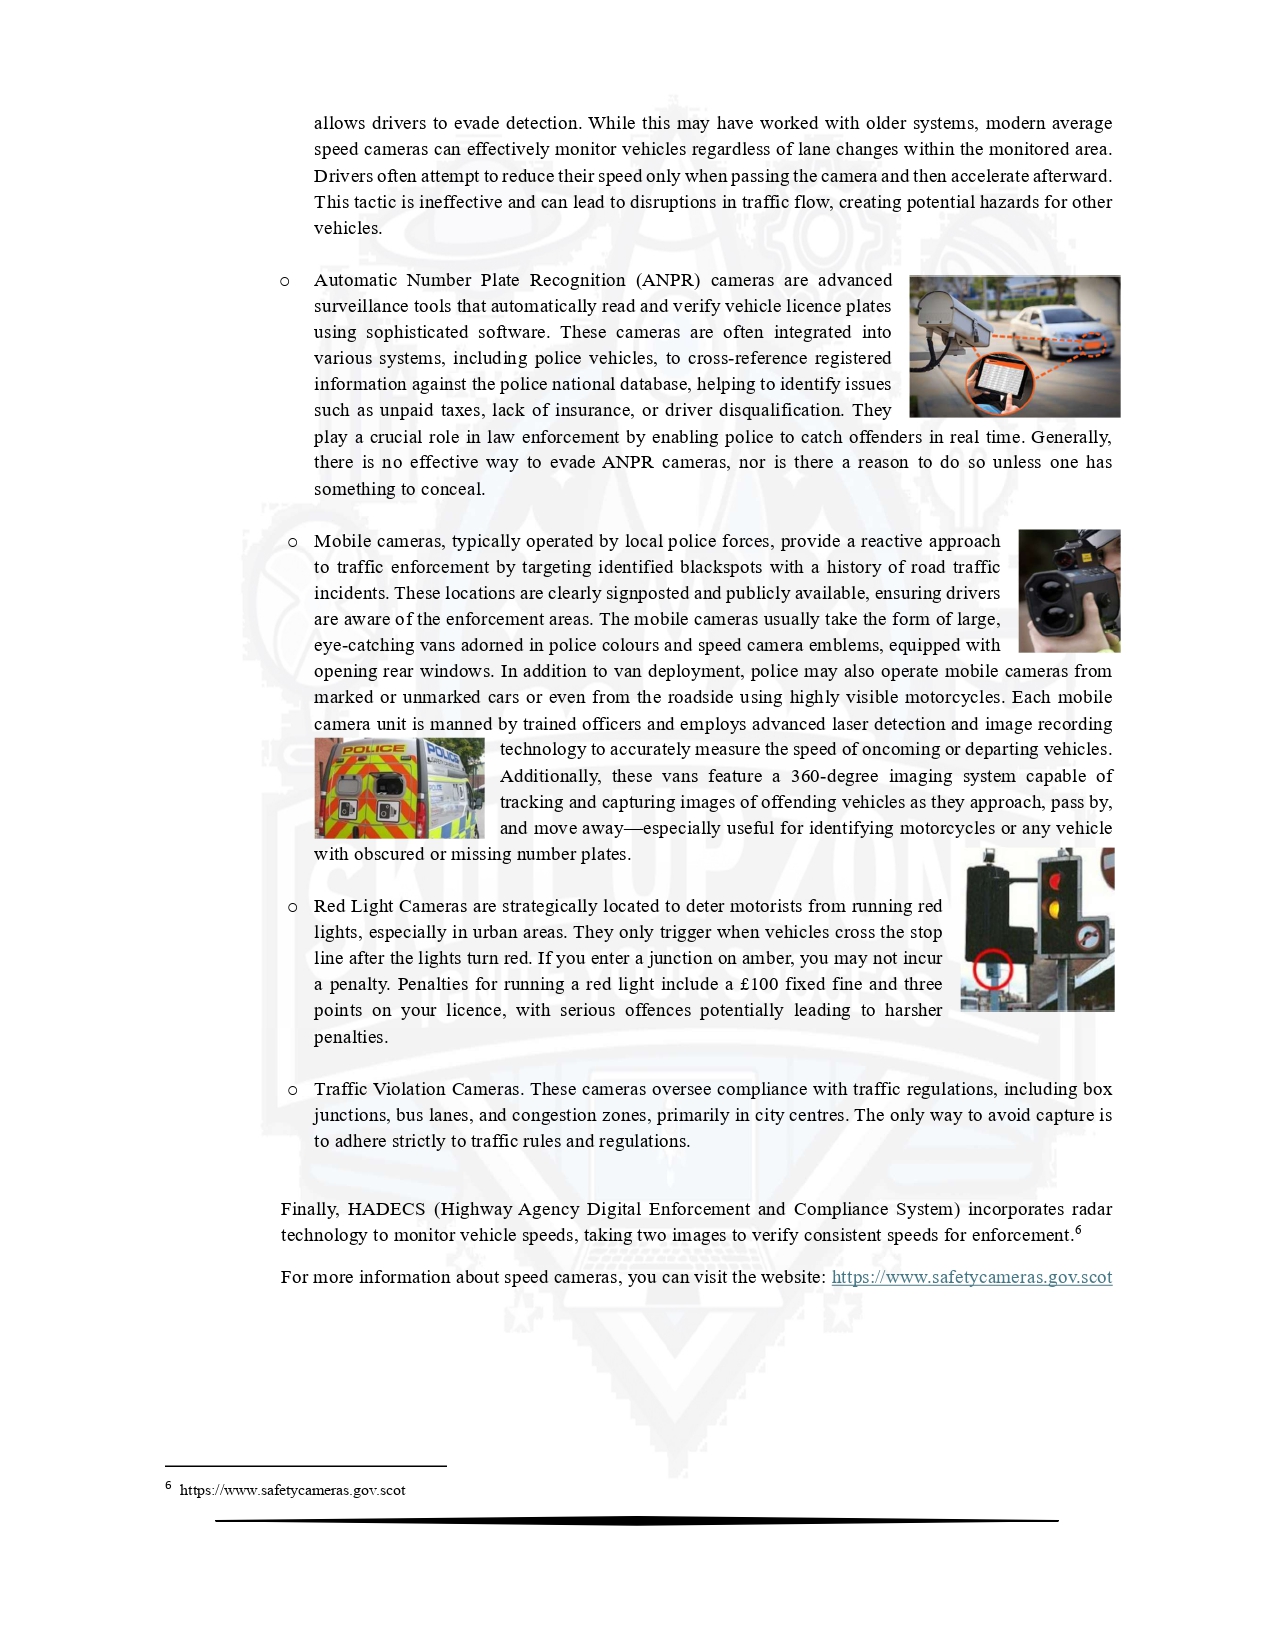 allows drivers to evade detection. While this may have worked with older systems, modern average
speed cameras can effectively monitor vehicles regardless of lane changes within the monitored area.
Drivers often attempt to reduce their speed only when passing the camera and then accelerate afterward.
This tactic is ineffective and can lead to disruptions in traffic flow, creating potential hazards for other
vehicles.
o Automatic Number Plate Recognition (ANPR) cameras are advanced
surveillance tools that automatically read and verify vehicle licence plates
using sophisticated software. These cameras are often integrated into
various systems, including police vehicles, to cross-reference registered
information against the police national database, helping to identify issues
such as unpaid taxes, lack of insurance, or driver disqualification. They
play a crucial role in law enforcement by enabling police to catch offenders in real time. Generally,
there is no effective way to evade ANPR cameras, nor is there a reason to do so unless one has
something to conceal.
o Mobile cameras, typically operated by local police forces, provide a reactive approach
to traffic enforcement by targeting identified blackspots with a history of road traffic
incidents. These locations are clearly signposted and publicly available, ensuring drivers
are aware of the enforcement areas. The mobile cameras usually take the form of large,
eye-catching vans adorned in police colours and speed camera emblems, equipped with
opening rear windows. In addition to van deployment, police may also operate mobile cameras from
marked or unmarked cars or even from the roadside using highly visible motorcycles. Each mobile
camera unit is manned by trained officers and employs advanced laser detection and image recording
POLICE
POLICE
technology to accurately measure the speed of oncoming or departing vehicles.
Additionally, these vans feature a 360-degree imaging system capable of
tracking and capturing images of offending vehicles as they approach, pass by,
and move away—especially useful for identifying motorcycles or any vehicle
with obscured or missing number plates.
o Red Light Cameras are strategically located to deter motorists from running red
lights, especially in urban areas. They only trigger when vehicles cross the stop
line after the lights turn red. If you enter a junction on amber, you may not incur
a penalty. Penalties for running a red light include a £100 fixed fine and three
points on your licence, with serious offences potentially leading to harsher
penalties.
o Traffic Violation Cameras. These cameras oversee compliance with traffic regulations, including box
junctions, bus lanes, and congestion zones, primarily in city centres. The only way to avoid capture is
to adhere strictly to traffic rules and regulations.
Finally, HADECS (Highway Agency Digital Enforcement and Compliance System) incorporates radar
technology to monitor vehicle speeds, taking two images to verify consistent speeds for enforcement.6
For more information about speed cameras, you can visit the website: https://www.safetycameras.gov.scot
6 https://www.safetycameras.gov.scot